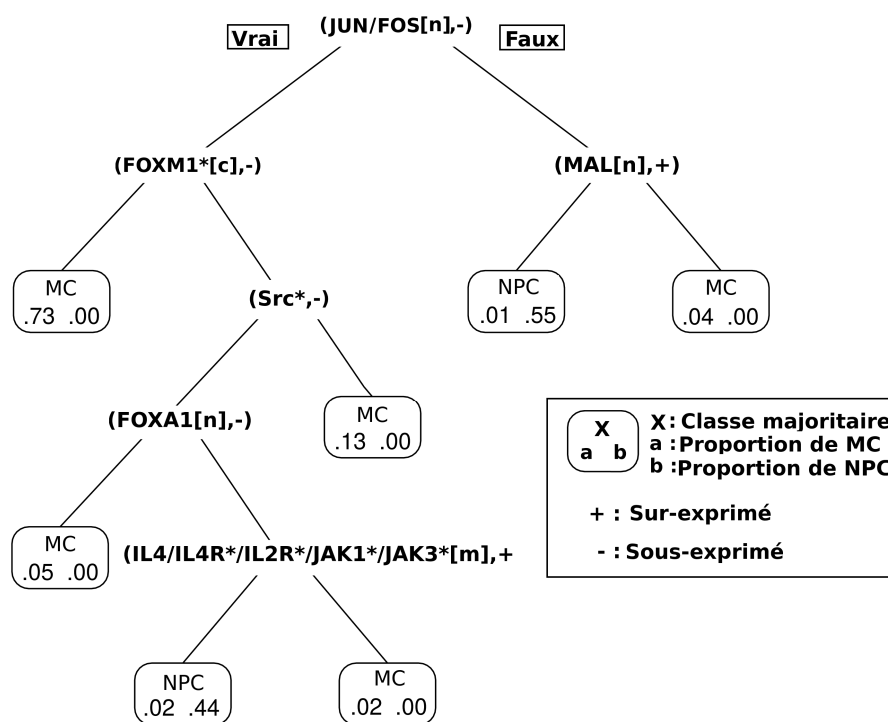 (JUN/FOS[n],-)
Vrai
Faux
(FOXM1*[c],-)
(MAL[n],+)
MC
.73 .00
(Src*,-)
NPC
.01 .55
MC
.04 .00
(FOXA1[n],-)
MC
.13 .00
X
a b
X: Classe majoritaire
a : Proportion de MC
b : Proportion de NPC
+ : Sur-exprimé
- : Sous-exprimé
MC
.05 .00
(IL4/IL4R*/IL2R*/JAK1*/JAK3*[m],+
NPC
.02 .44
MC
.02 .00